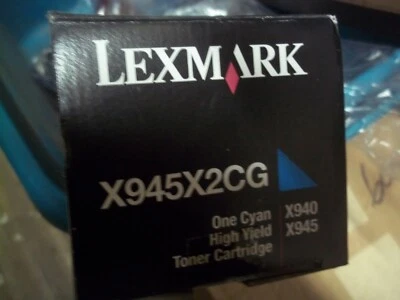 LEXMARK
X945X2CG
One Cyan X940
High Yield X945
Toner Cartridge